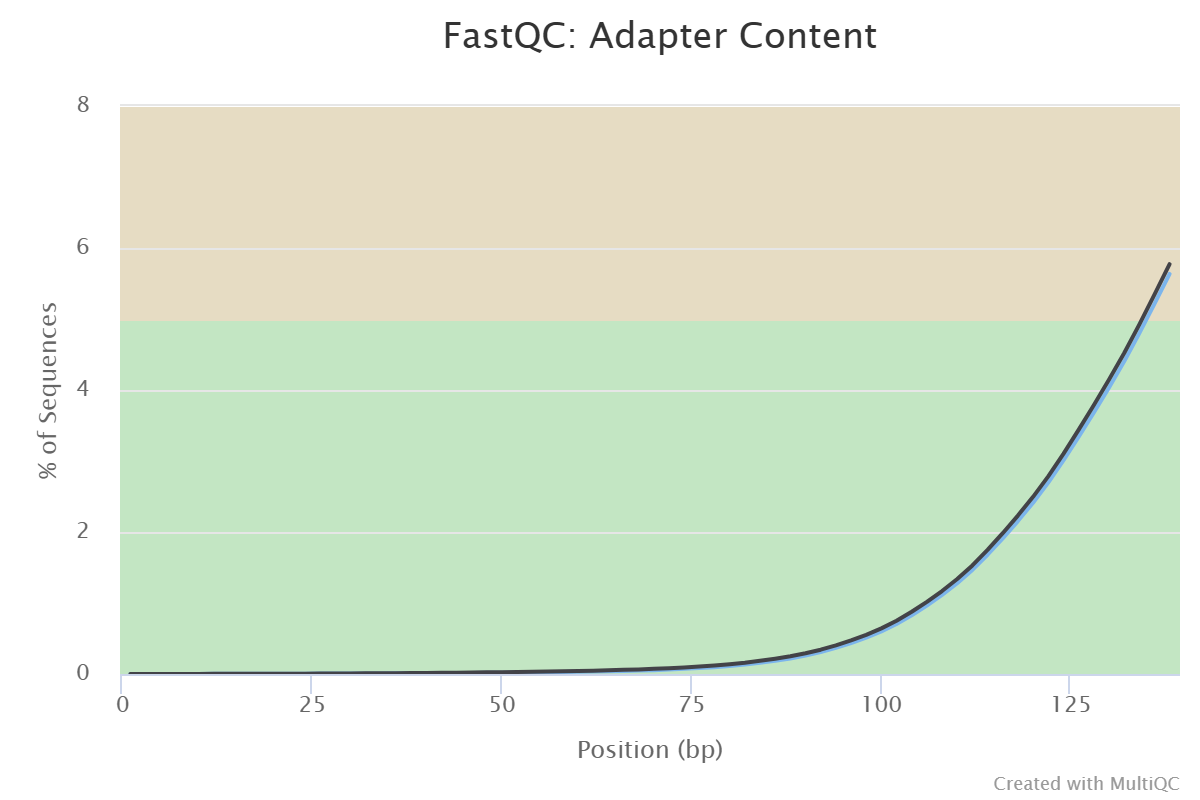 FastQC: Adapter Content
8
6
4
2
0
% of Sequences
0 25 50 75 100 125
Position (bp)
Created with MultiQC